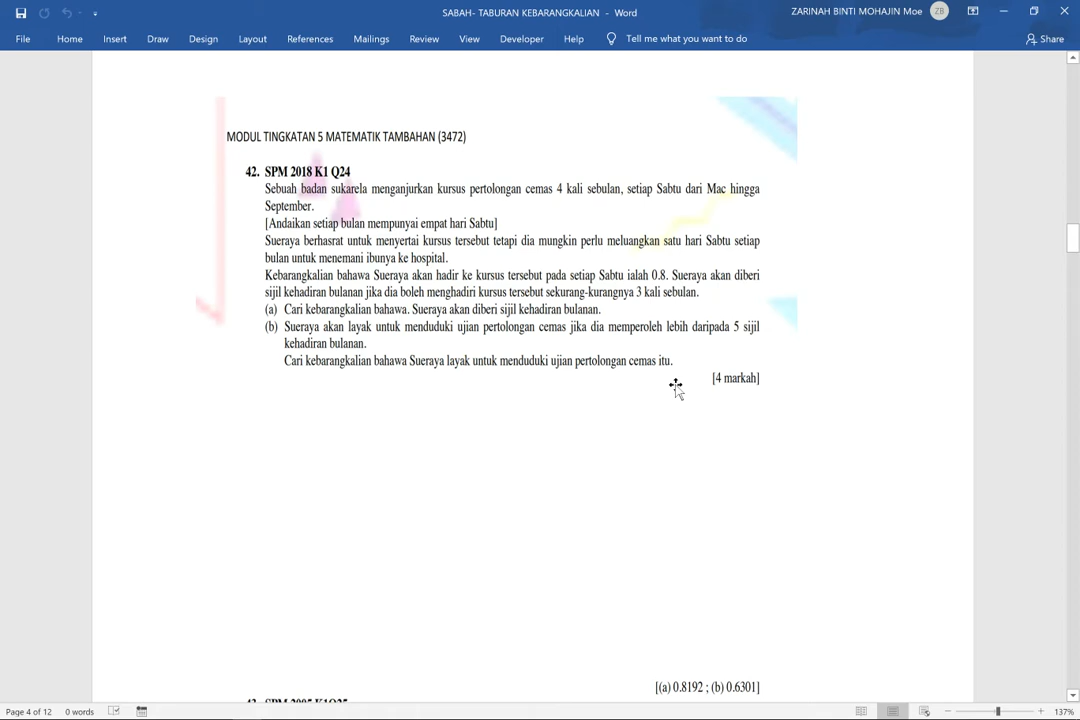 SABAH- TABURAN KEBARANGKALIAN - Word
ZARINAH BINTI MOHAJIN Moe
ZB
File Home Insert Draw Design Layout References Mailings Review View Developer Help Tell me what you want to do Share
MODUL TINGKATAN 5 MATEMATIK TAMBAHAN (3472)
42. SPM 2018 K1 Q24
Sebuah badan sukarela menganjurkan kursus pertolongan cemas 4 kali sebulan, setiap Sabtu dari Mac hingga
September.
[Andaikan setiap bulan mempunyai empat hari Sabtu]
Sueraya berhasrat untuk menyertai kursus tersebut tetapi dia mungkin perlu meluangkan satu hari Sabtu setiap
bulan untuk menemani ibunya ke hospital.
Kebarangkalian bahawa Sueraya akan hadir ke kursus tersebut pada setiap Sabtu ialah 0.8. Sueraya akan diberi
sijil kehadiran bulanan jika dia boleh menghadiri kursus tersebut sekurang-kurangnya 3 kali sebulan.
(a) Cari kebarangkalian bahawa. Sueraya akan diberi sijil kehadiran bulanan.
(b) Sueraya akan layak untuk menduduki ujian pertolongan cemas jika dia memperoleh lebih daripada 5 sijil
kehadiran bulanan.
Cari kebarangkalian bahawa Sueraya layak untuk menduduki ujian pertolongan cemas itu.
[4 markah]
[(a) 0.8192 ; (b) 0.6301]
43. SPM 2005 K1Q25
Page 4 of 12 0 words 137%